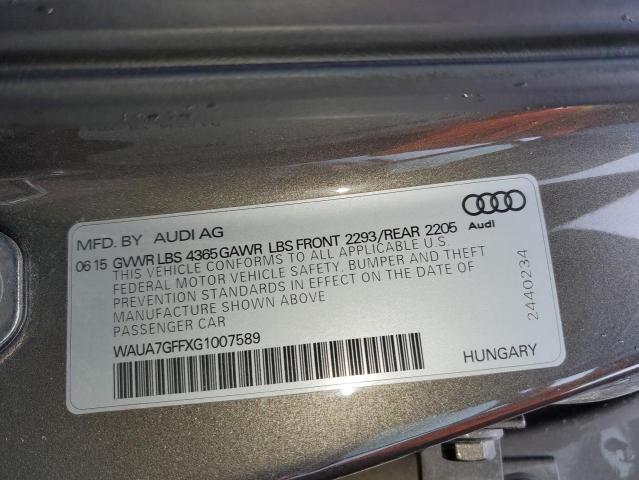 MFD. BY AUDI AG
Audi
06 15 GVWR LBS 4365 GAWR LBS FRONT 2293/REAR 2205
THIS VEHICLE CONFORMS TO ALL APPLICABLE U.S.
FEDERAL MOTOR VEHICLE SAFETY, BUMPER AND THEFT
PREVENTION STANDARDS IN EFFECT ON THE DATE OF
MANUFACTURE SHOWN ABOVE
PASSENGER CAR
WAUA7GFFXG1007589
HUNGARY
2440234